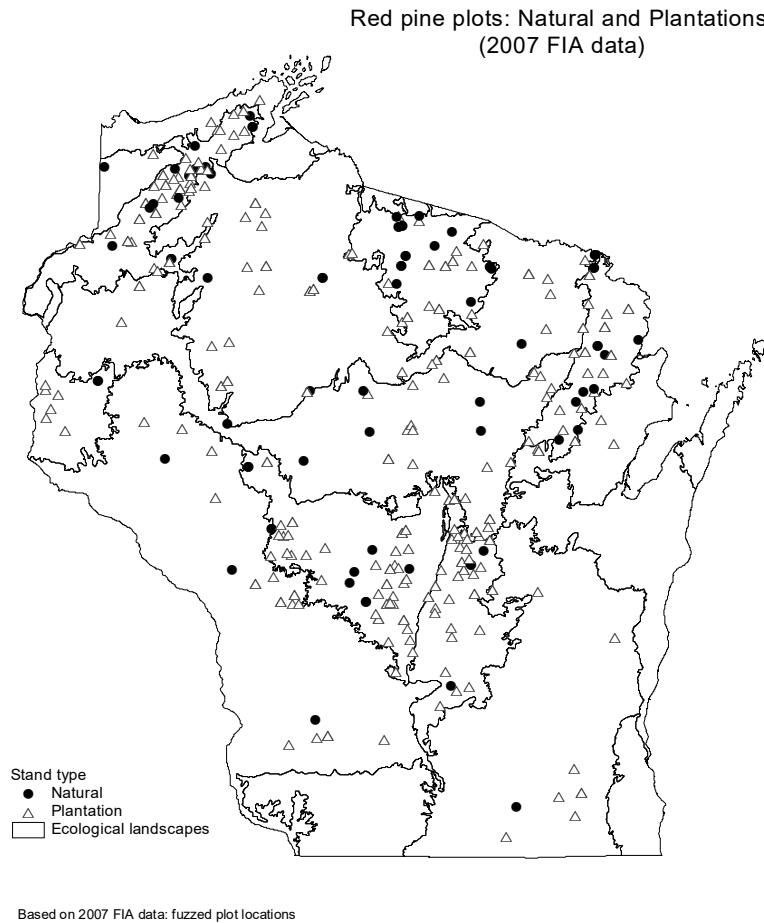 Red pine plots: Natural and Plantations
(2007 FIA data)
Stand type
Natural
Plantation
Ecological landscapes
Based on 2007 FIA data: fuzzed plot locations